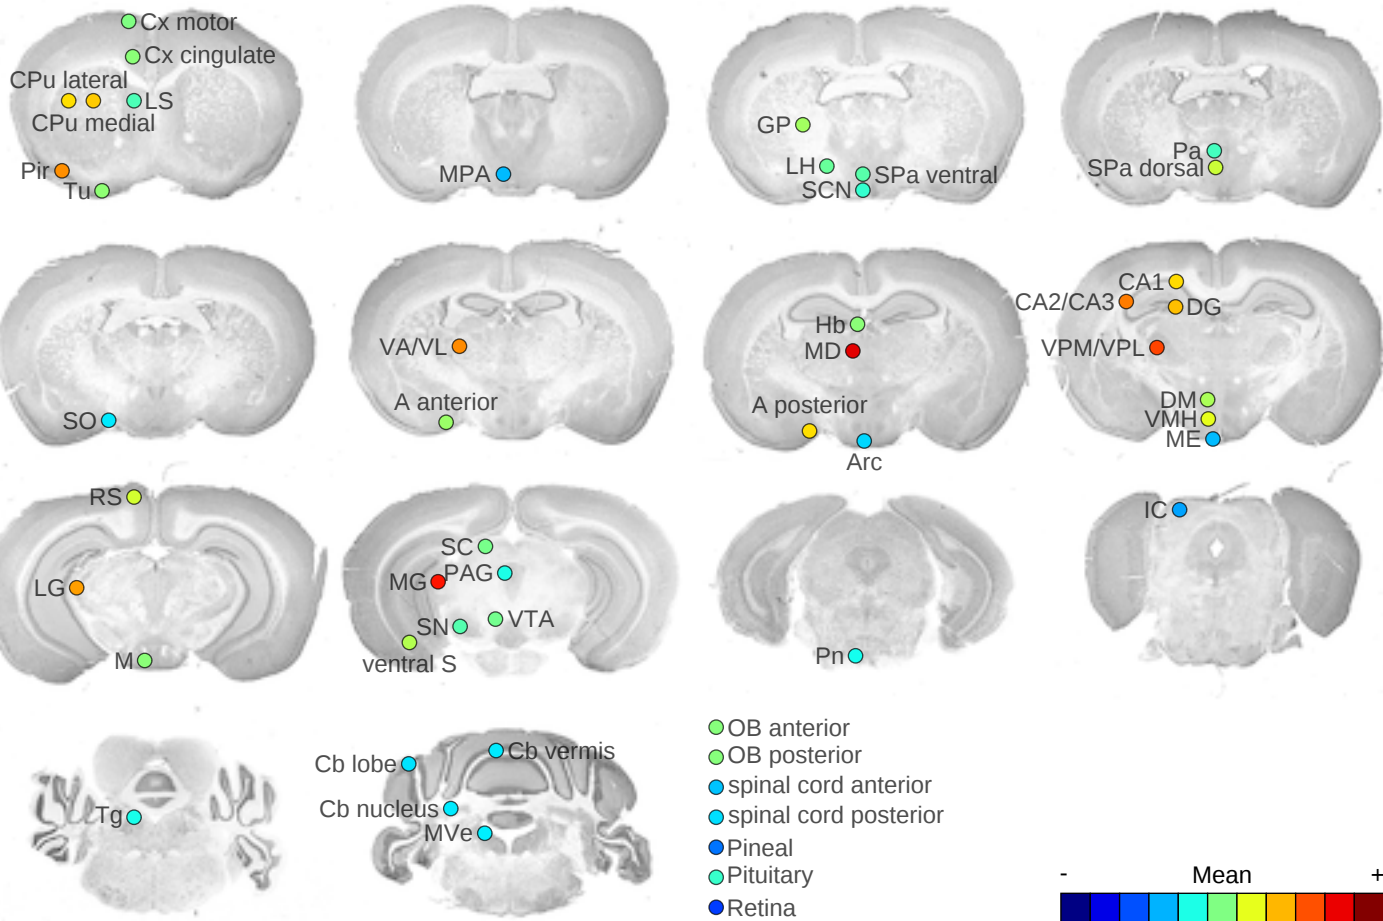 Cx motor
Cx cingulate
CPu lateral
LS
CPu medial
Pir
Tu
MPA
GP
LH
SPa ventral
SCN
Pa
SPa dorsal
SO
VA/VL
A anterior
Hb
MD
A posterior
Arc
CA1
CA2/CA3
DG
VPM/VPL
DM
VMH
ME
RS
LG
M
SC
MG
PAG
SN
VTA
ventral S
Pn
IC
Tg
Cb lobe
Cb vermis
Cb nucleus
MVe
OB anterior
OB posterior
spinal cord anterior
spinal cord posterior
Pineal
Pituitary
Retina
- Mean +